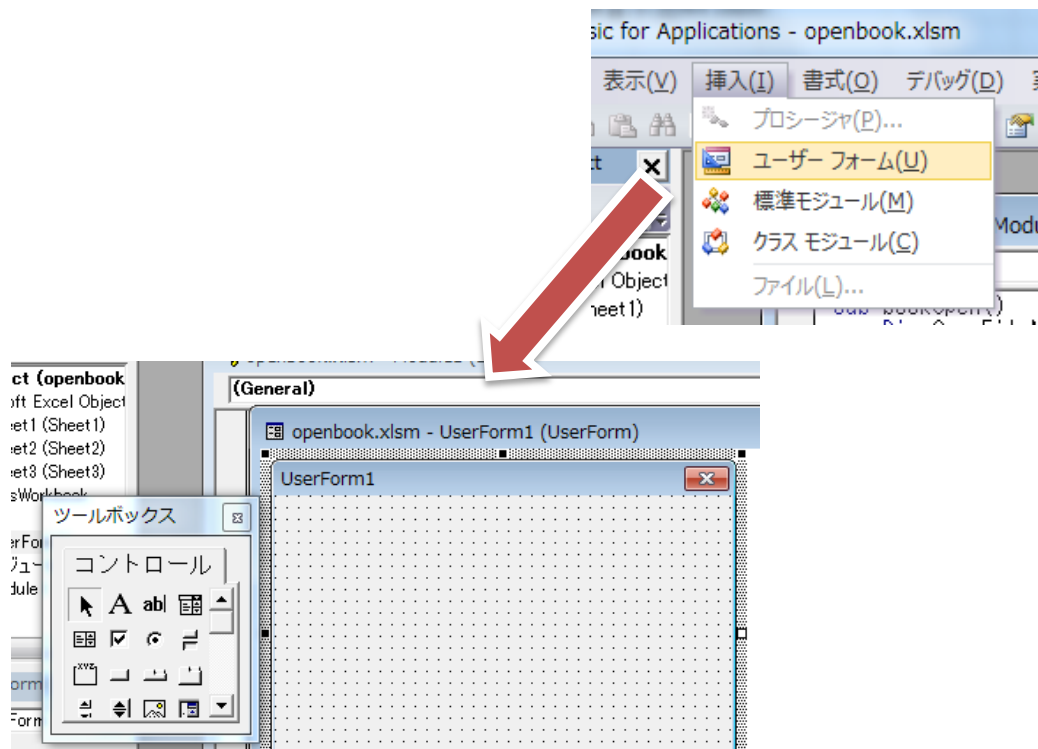 sic for Applications - openbook.xlsm
表示(V) 挿入(I) 書式(O) デバッグ(D)
プロシージャ(P)...
ユーザー フォーム(U)
標準モジュール(M)
クラス モジュール(C)
ファイル(L)...
Object
heet1)
Modu
ct (openbook
oft Excel Object
eet1 (Sheet1)
eet2 (Sheet2)
eet3 (Sheet3)
(General)
openbook.xlsm - UserForm1 (UserForm)
UserForm1
ツールボックス
コントロール
A ab|
xyz
dule